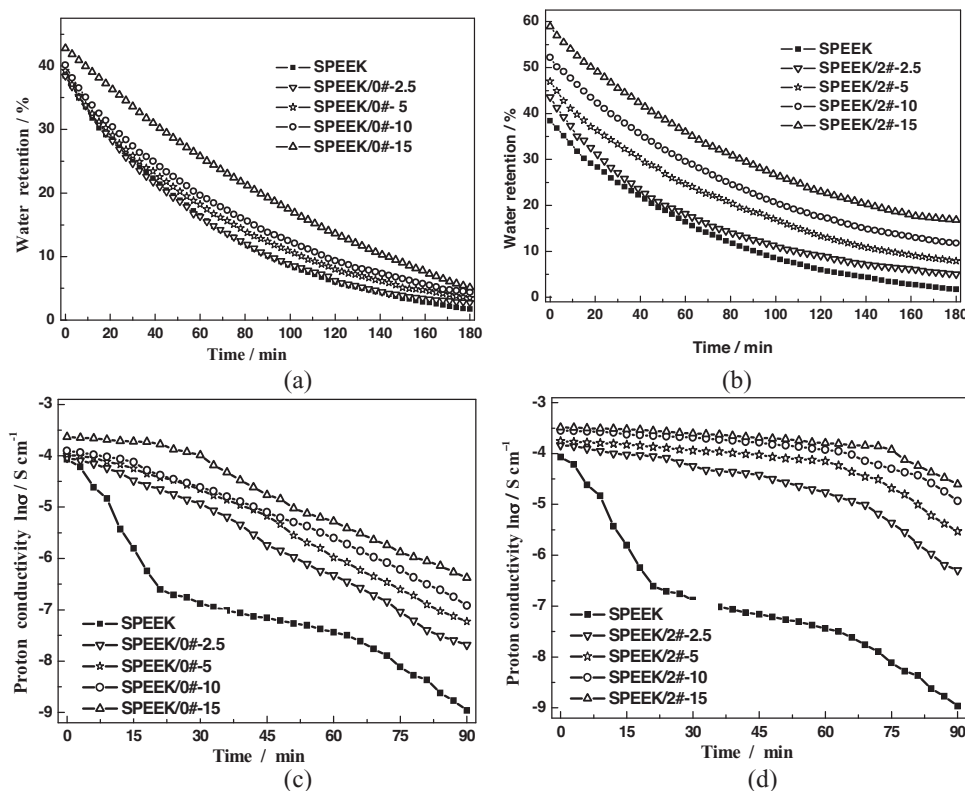 40
30
20
10
0
Water retention / %
SPEEK
SPEEK/0#-2.5
SPEEK/0#- 5
SPEEK/0#-10
SPEEK/0#-15
0 20 40 60 80 100 120 140 160 180
Time / min
(a)
60
50
40
30
20
10
0
Water retention / %
SPEEK
SPEEK/2#-2.5
SPEEK/2#-5
SPEEK/2#-10
SPEEK/2#-15
0 20 40 60 80 100 120 140 160 180
Time / min
(b)
-3
-4
-5
-6
-7
-8
-9
Proton conductivity lnσ / S cm⁻¹
SPEEK
SPEEK/0#-2.5
SPEEK/0#-5
SPEEK/0#-10
SPEEK/0#-15
0 15 30 45 60 75 90
Time / min
(c)
-3
-4
-5
-6
-7
-8
-9
Proton conductivity lnσ / S cm⁻¹
SPEEK
SPEEK/2#-2.5
SPEEK/2#-5
SPEEK/2#-10
SPEEK/2#-15
0 15 30 45 60 75 90
Time / min
(d)